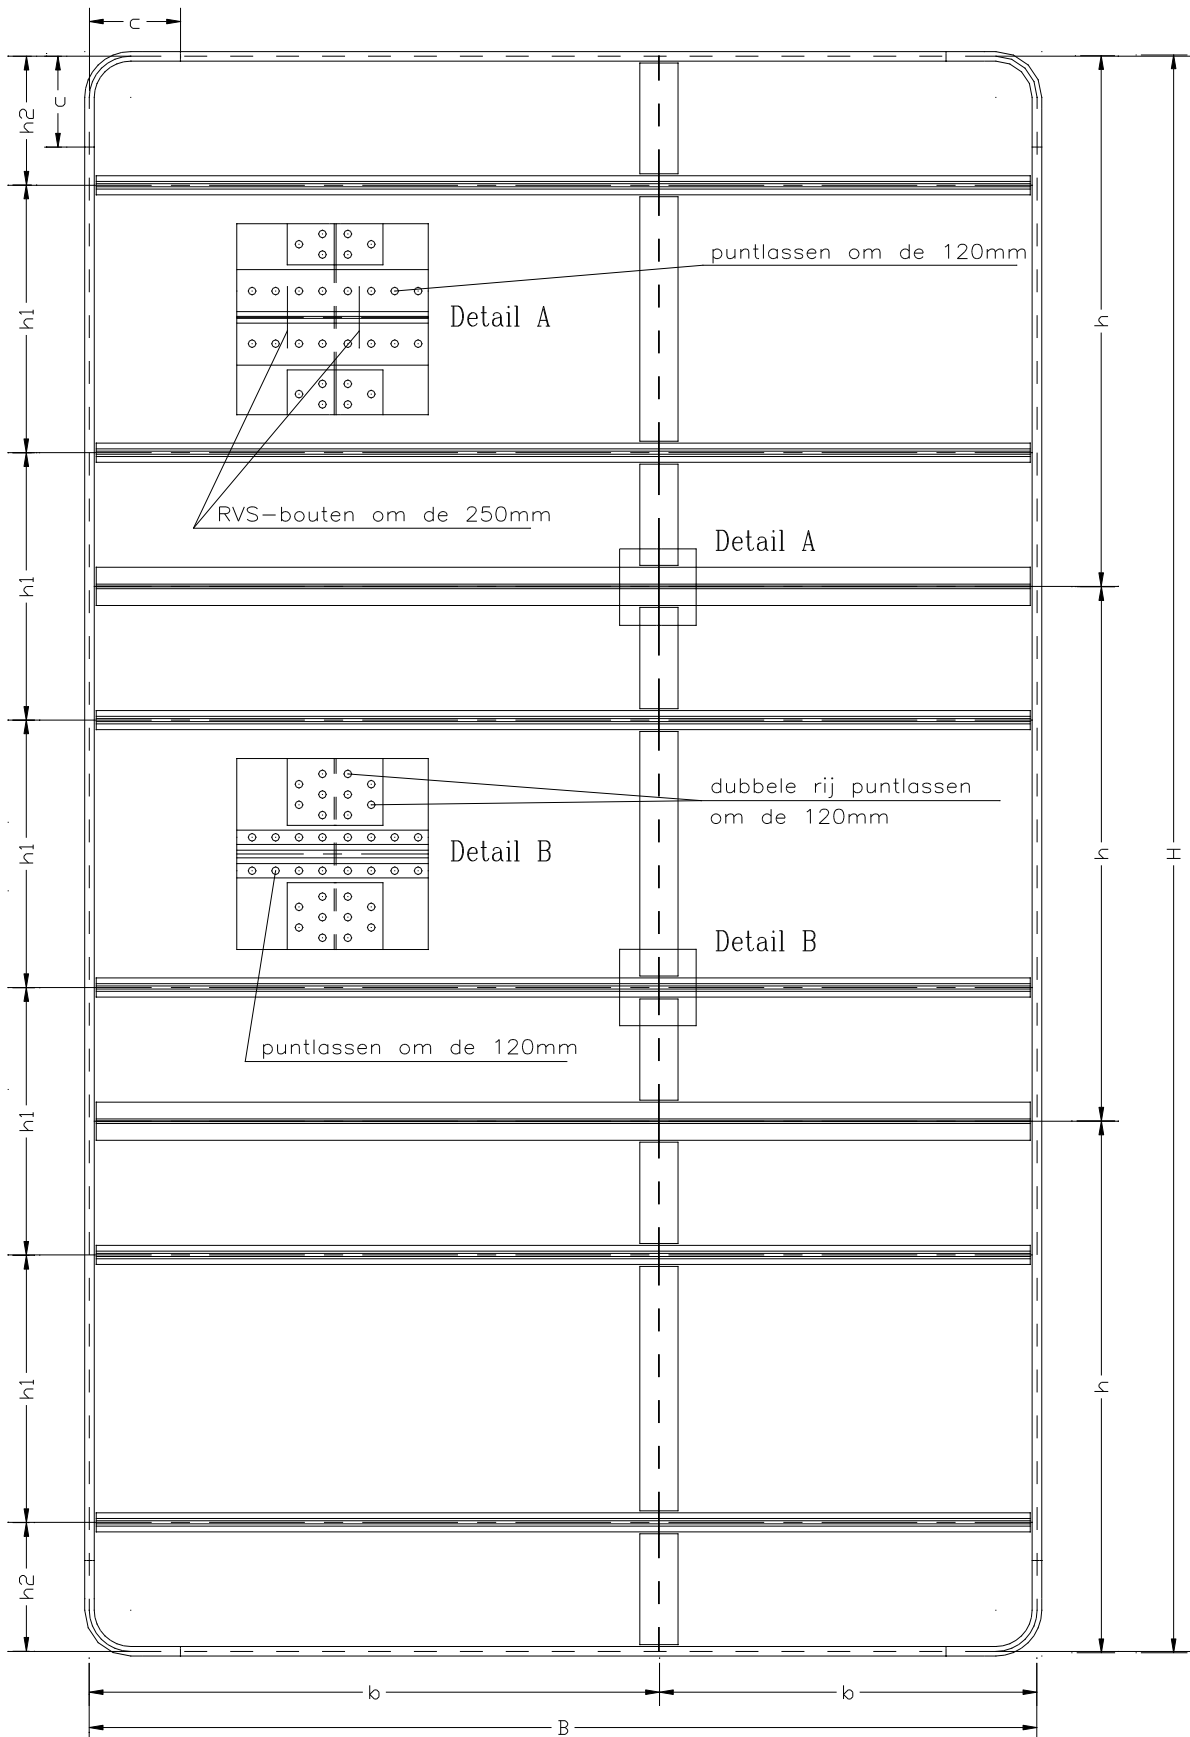 c
h2
c
puntlassen om de 120mm
Detail A
h1
h
RVS-bouten om de 250mm
Detail A
h1
dubbele rij puntlassen
om de 120mm
Detail B
h1
h
H
Detail B
puntlassen om de 120mm
h1
h1
h
h2
b
b
B